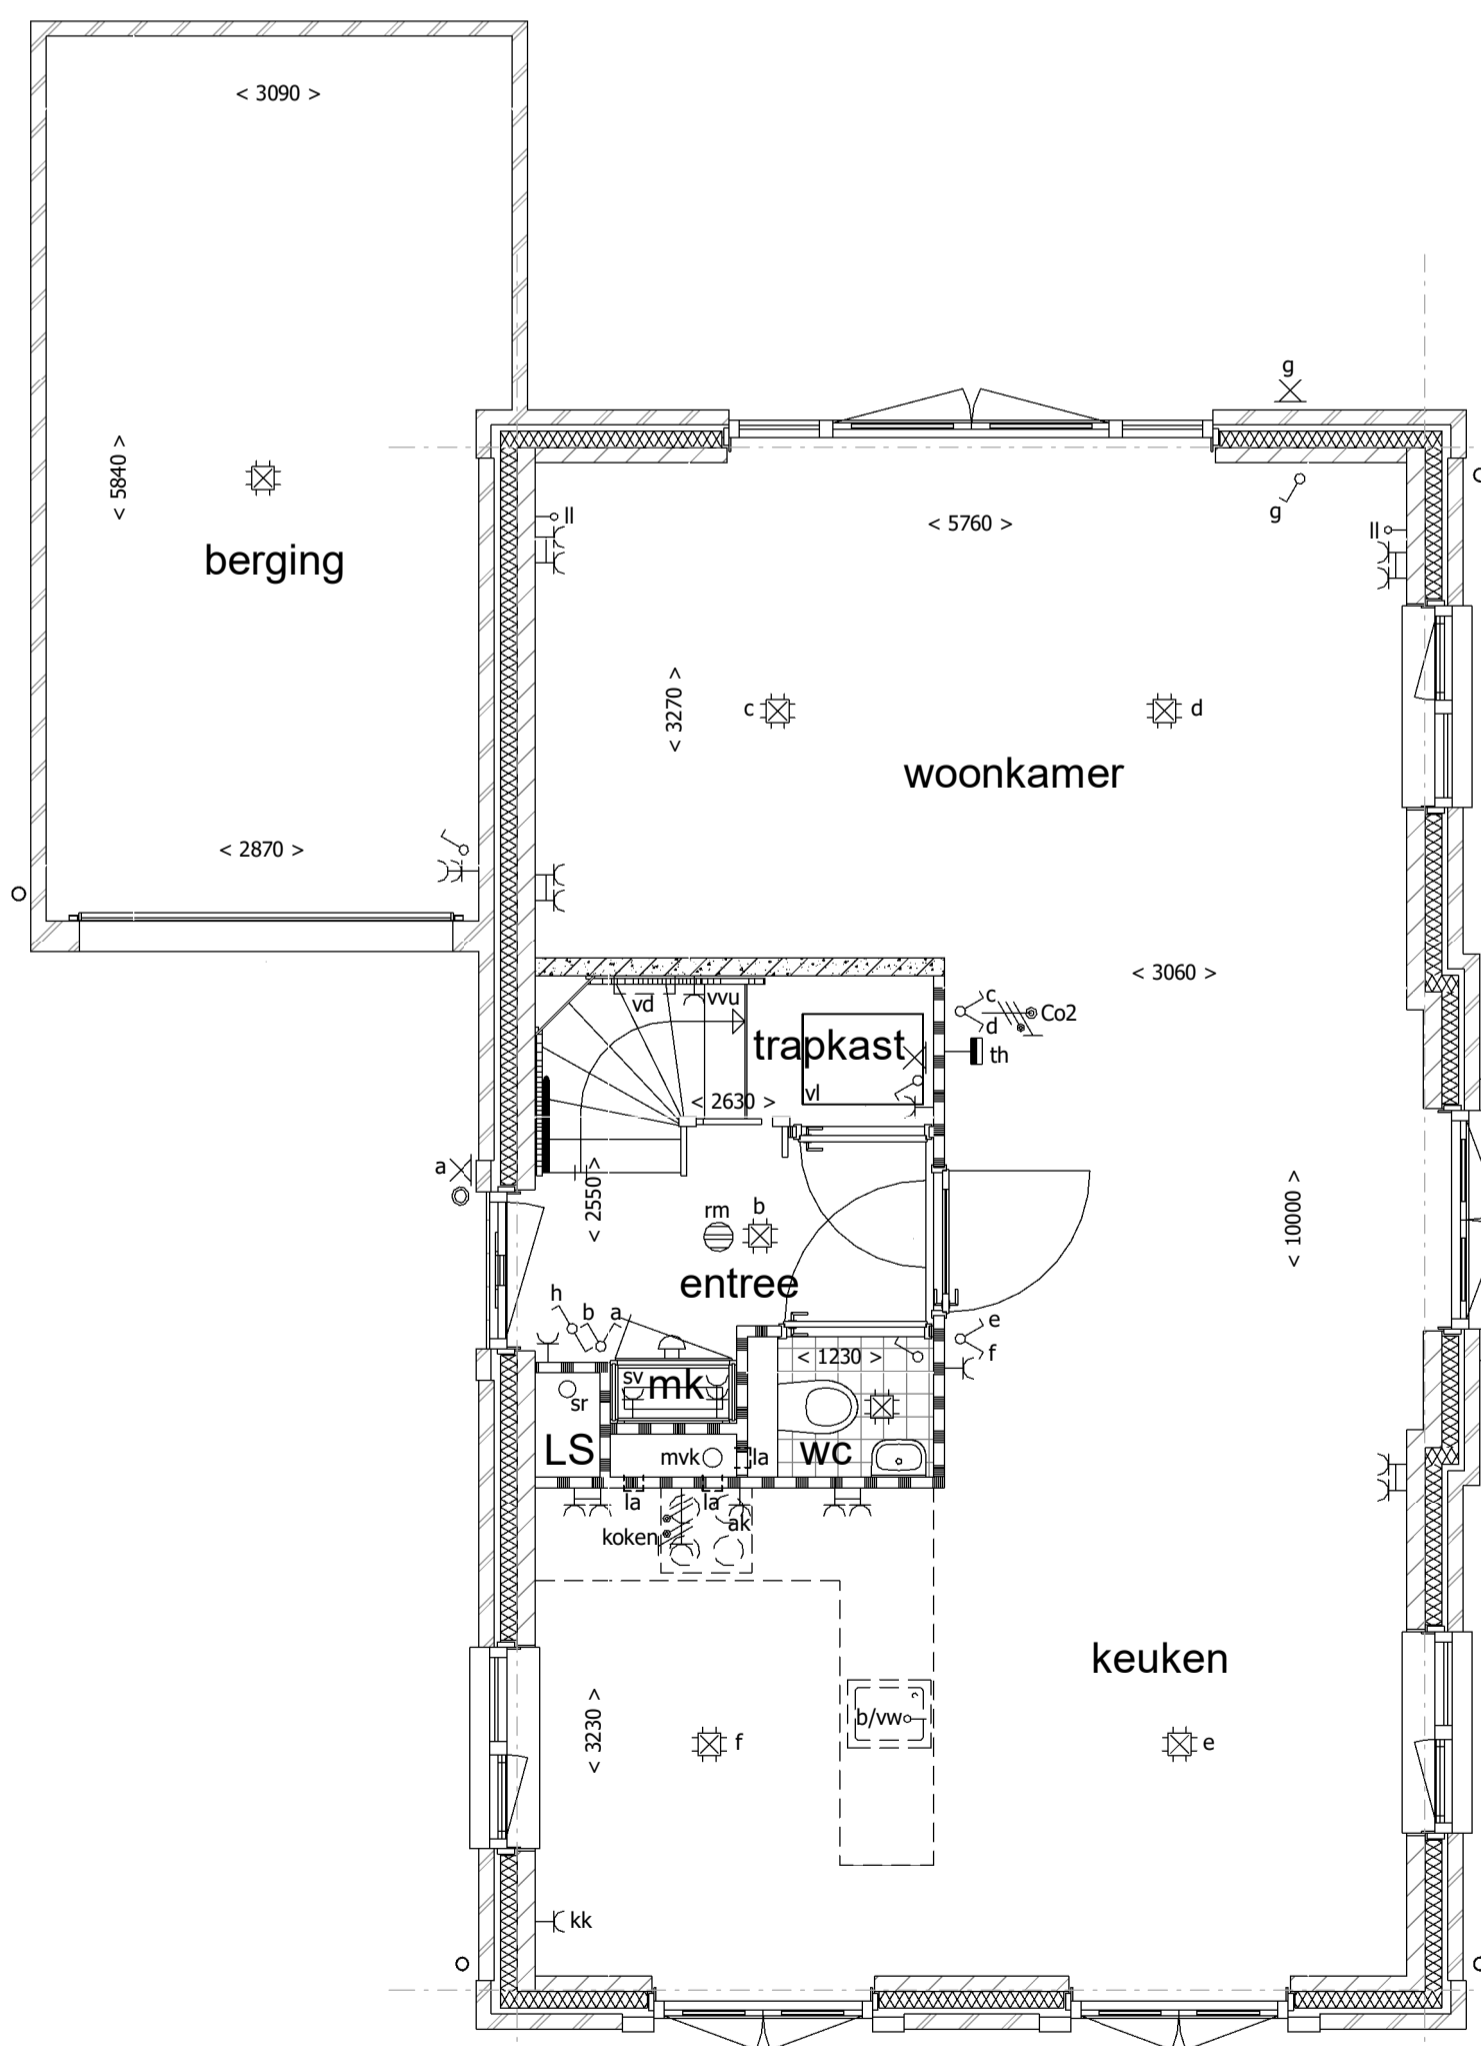 < 3090 >
g
< 5840 >
ll
g
< 5760 >
ll
berging
< 3270 >
c
d
woonkamer
< 2870 >
< 3060 >
vd
vvu
c
Co2
d
trapkast
th
vl
< 2630 >
a
< 2550 >
rm
b
< 10000 >
entree
h
b
a
e
f
< 1230 >
sv
mk
sr
LS
mvk
la
wc
la
la
ak
koken
keuken
b/vw
< 3230 >
f
e
kk